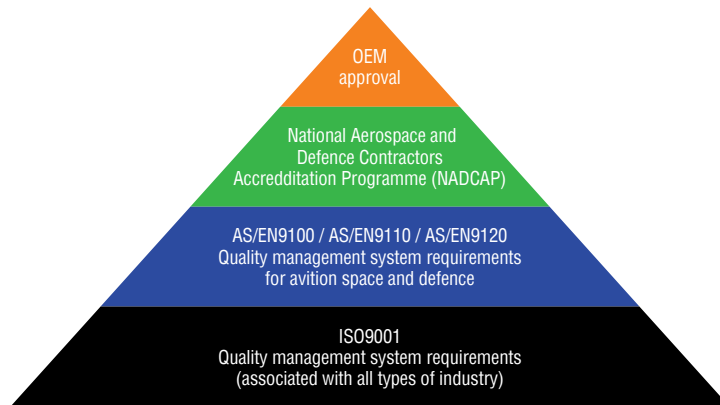 OEM
approval
National Aerospace and
Defence Contractors
Accredditation Programme (NADCAP)
AS/EN9100 / AS/EN9110 / AS/EN9120
Quality management system requirements
for avition space and defence
ISO9001
Quality management system requirements
(associated with all types of industry)